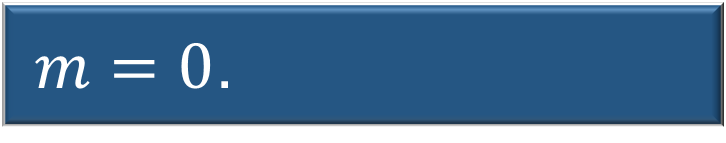 m = 0.